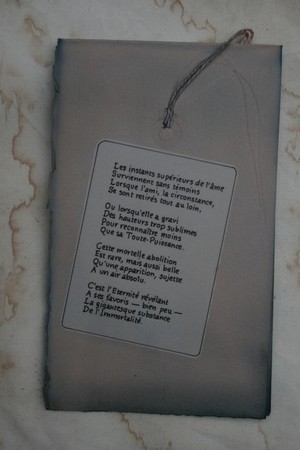 Les instants supérieurs de l'âme
Surviennent sans témoins
Lorsque l'ami, la circonstance,
Se sont retirés tout au loin,
Ou lorsqu'elle a gravi
Des hauteurs trop sublimes
Pour reconnaître moins
Que sa Toute-Puissance.
Cette mortelle abolition
Est rare, mais aussi belle
Qu'une apparition, sujette
A un air absolu.
C'est l'Eternité révélant
A ses favoris — bien peu —
La gigantesque substance
De l'Immortalité.